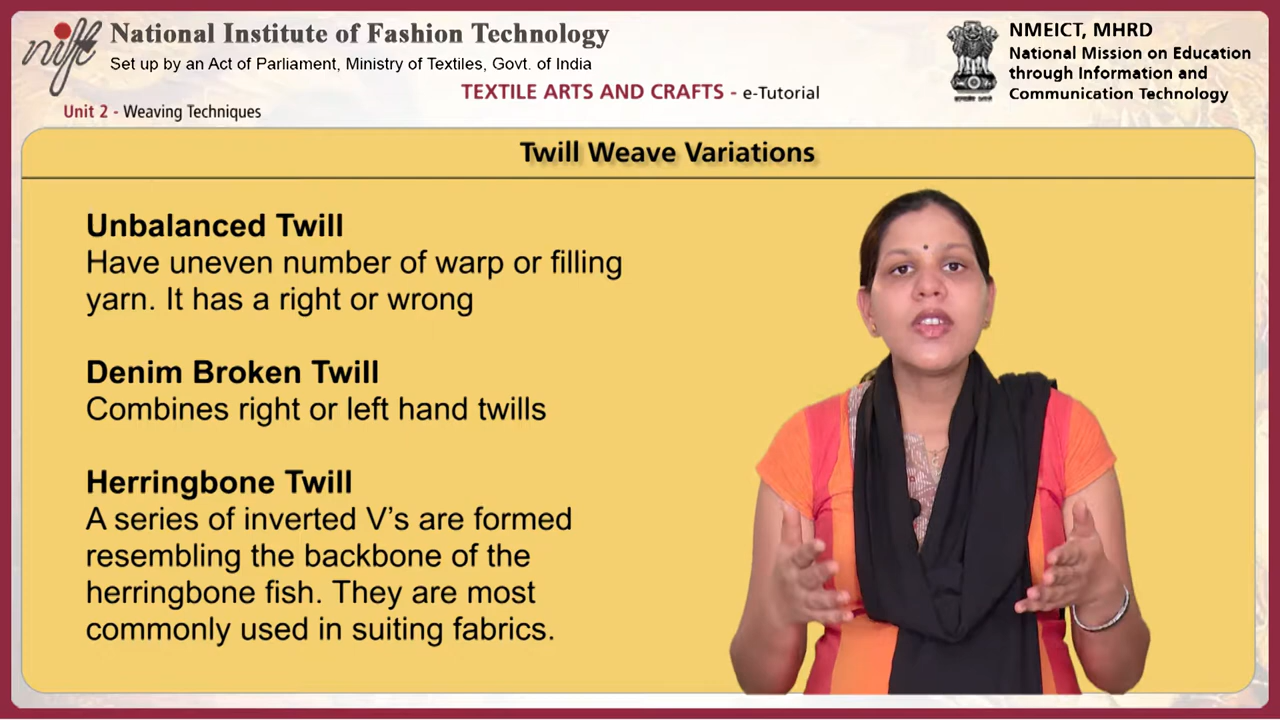 nift
National Institute of Fashion Technology
Set up by an Act of Parliament, Ministry of Textiles, Govt. of India
NMEICT, MHRD
National Mission on Education
through Information and
Communication Technology
TEXTILE ARTS AND CRAFTS - e-Tutorial
Unit 2 - Weaving Techniques
Twill Weave Variations
Unbalanced Twill
Have uneven number of warp or filling
yarn. It has a right or wrong
Denim Broken Twill
Combines right or left hand twills
Herringbone Twill
A series of inverted V's are formed
resembling the backbone of the
herringbone fish. They are most
commonly used in suiting fabrics.